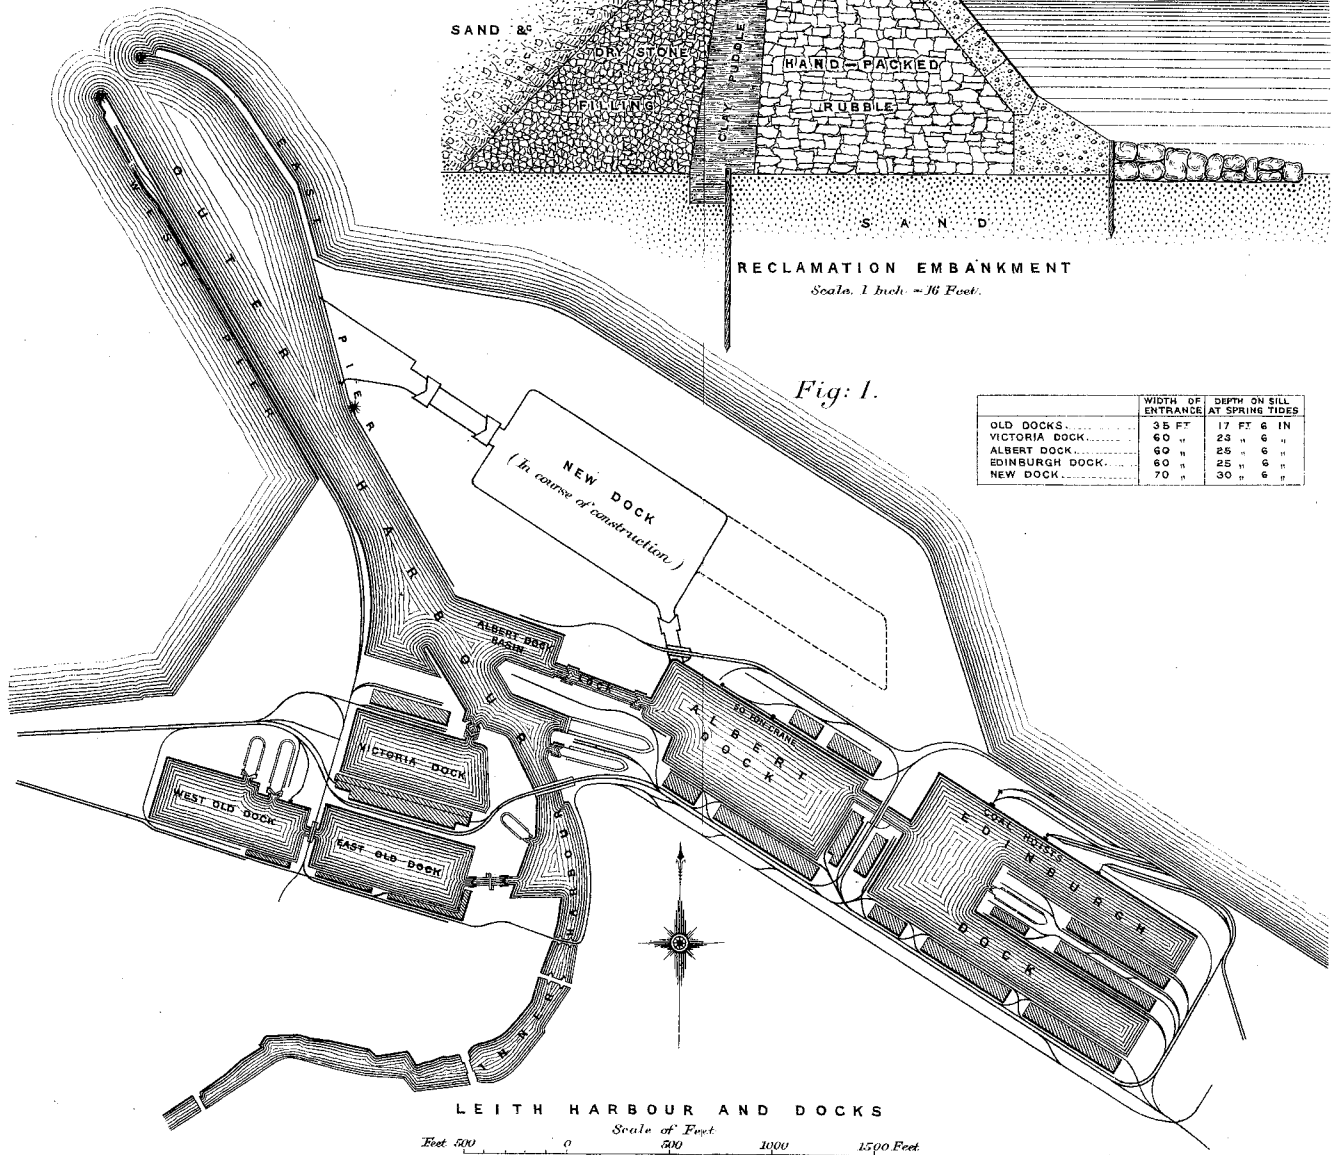 SAND &c
DRY STONE
FILLING
CLAY PUDDLE
HAND-PACKED
RUBBLE
SAND
RECLAMATION EMBANKMENT
Scale. 1 Inch = 16 Feet.
Fig: 1.
WIDTH OF ENTRANCE DEPTH ON SILL AT SPRING TIDES
OLD DOCKS 35 FT 17 FT 6 IN
VICTORIA DOCK 60 " 23 " 6 "
ALBERT DOCK 60 " 25 " 6 "
EDINBURGH DOCK 60 " 25 " 6 "
NEW DOCK 70 " 30 " 6 "
EAST PIER
WEST PIER
OUTER HARBOUR
NEW DOCK
(In course of construction)
ALBERT DOCK
BASIN
LOCK
ALBERT
DOCK
VICTORIA DOCK
WEST OLD DOCK
EAST OLD DOCK
EDINBURGH
DOCK
COAL HOISTS
INNER HARBOUR
LEITH HARBOUR AND DOCKS
Scale of Feet
Feet 500 0 500 1000 1500 Feet